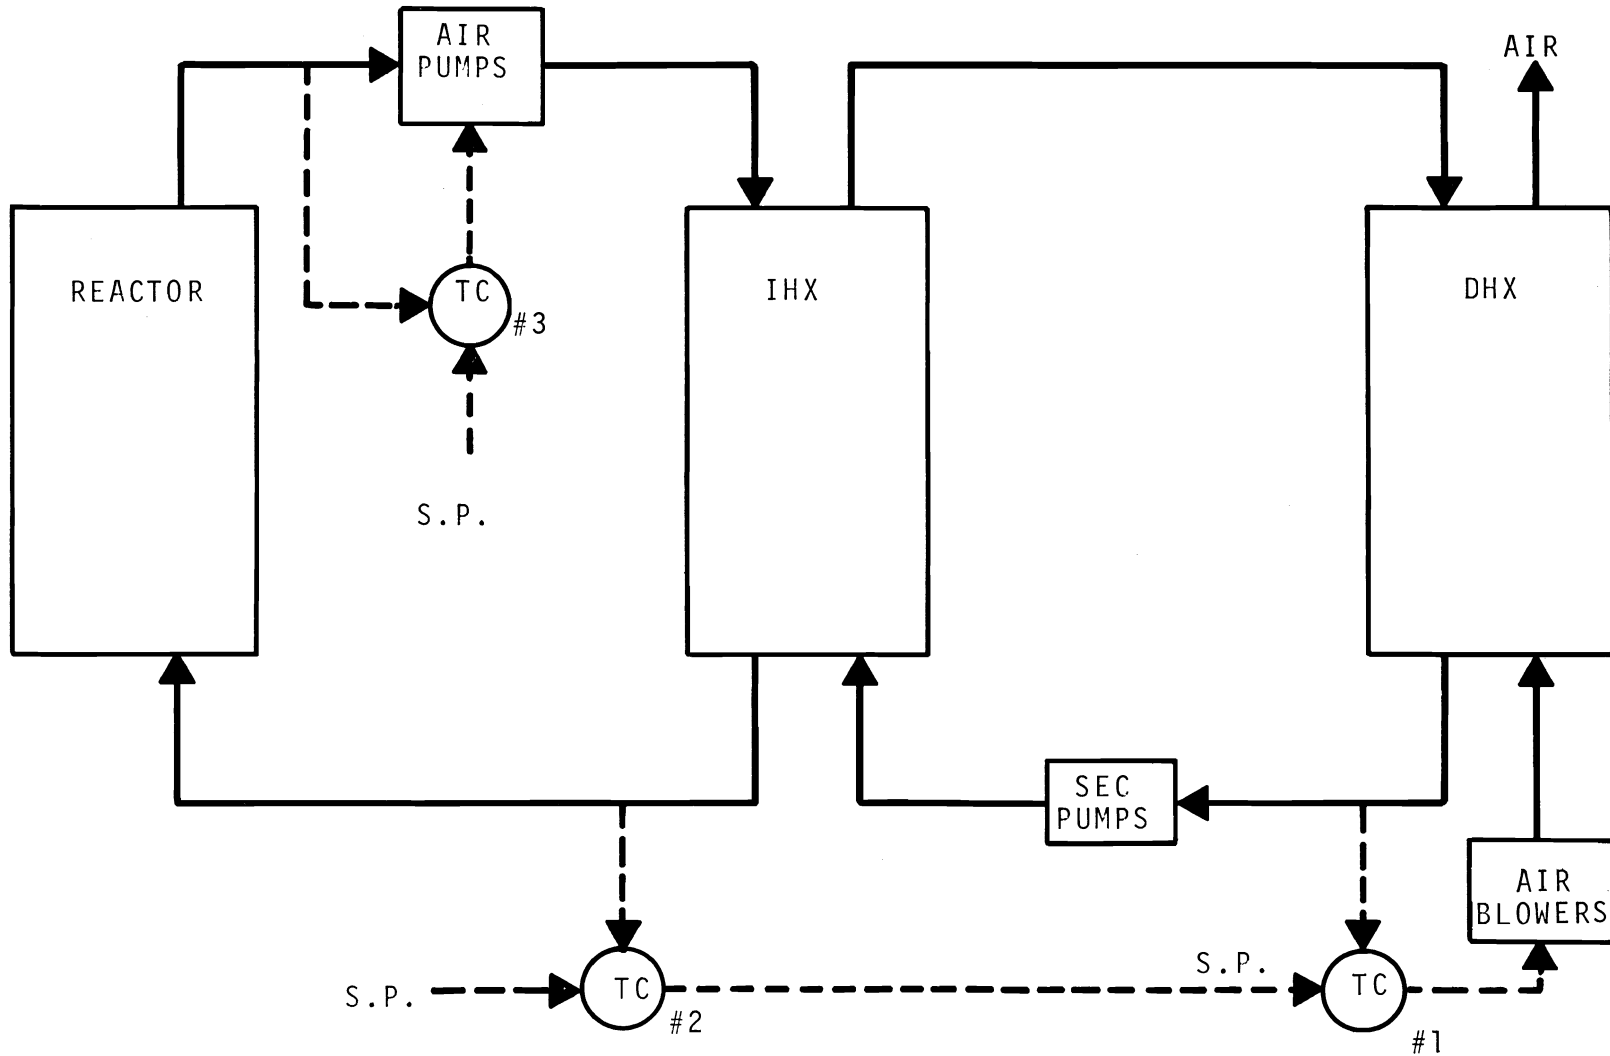 AIR
PUMPS
AIR
REACTOR
TC
#3
IHX
DHX
S.P.
SEC
PUMPS
AIR
BLOWERS
S.P.
TC
#2
S.P.
TC
#1